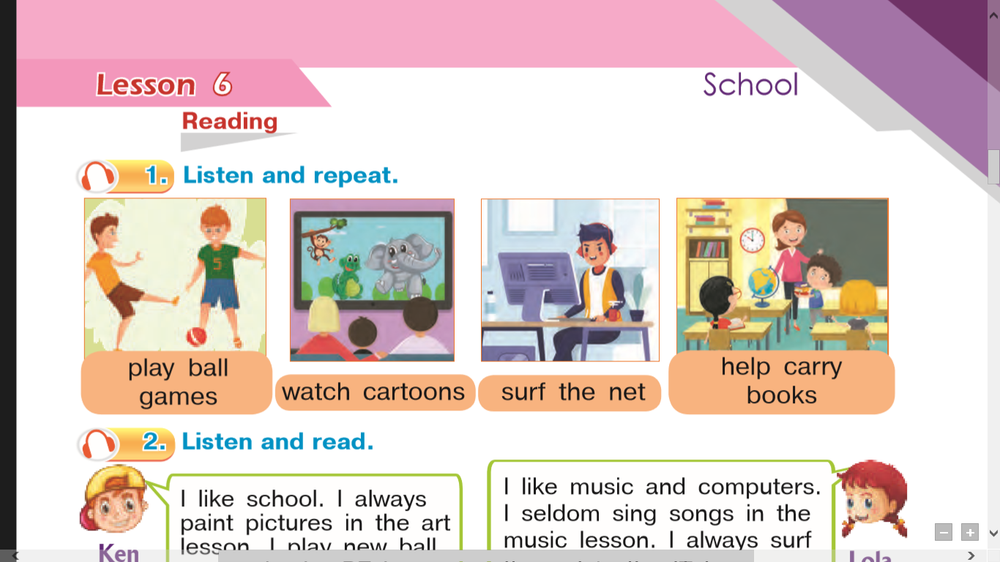 Lesson 6
School
Reading
1. Listen and repeat.
5
play ball
games
watch cartoons
surf the net
help carry
books
2. Listen and read.
I like school. I always
paint pictures in the art
lesson. I play new ball
Ken
I like music and computers.
I seldom sing songs in the
music lesson. I always surf
Lola